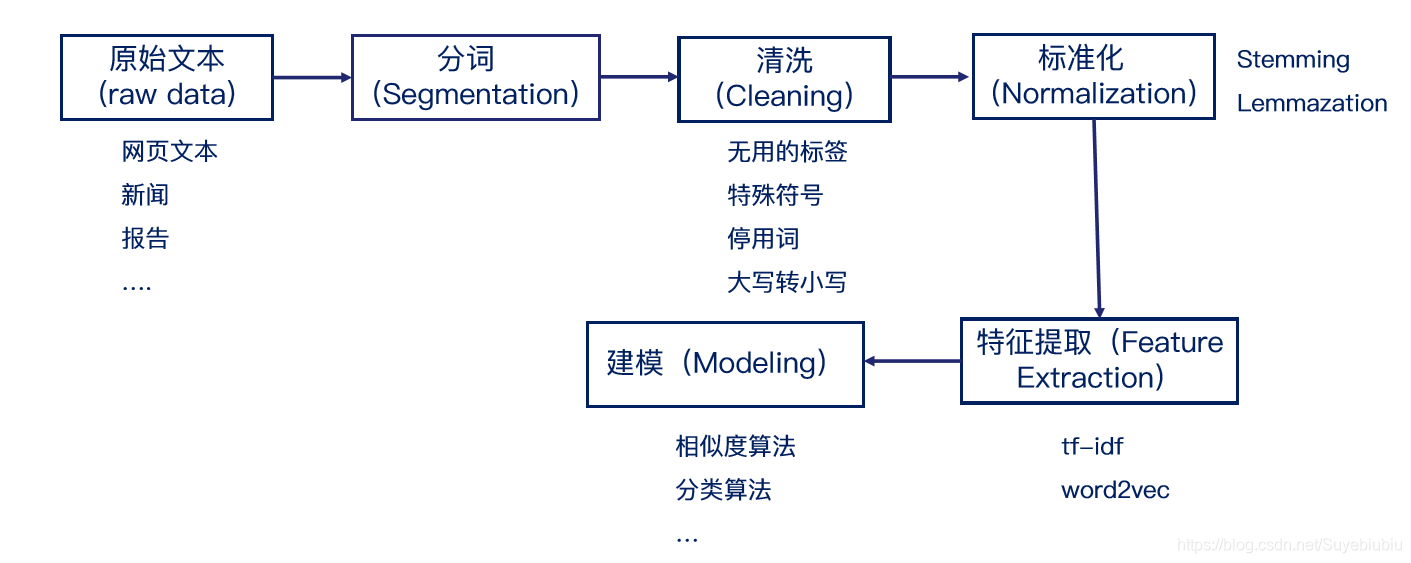 原始文本
（raw data）
分词
（Segmentation）
清洗
（Cleaning）
标准化
（Normalization）
Stemming
Lemmazation
网页文本
新闻
报告
....
无用的标签
特殊符号
停用词
大写转小写
特征提取（Feature
Extraction）
建模（Modeling）
相似度算法
分类算法
...
tf-idf
word2vec
https://blog.csdn.net/Suyebiubiu